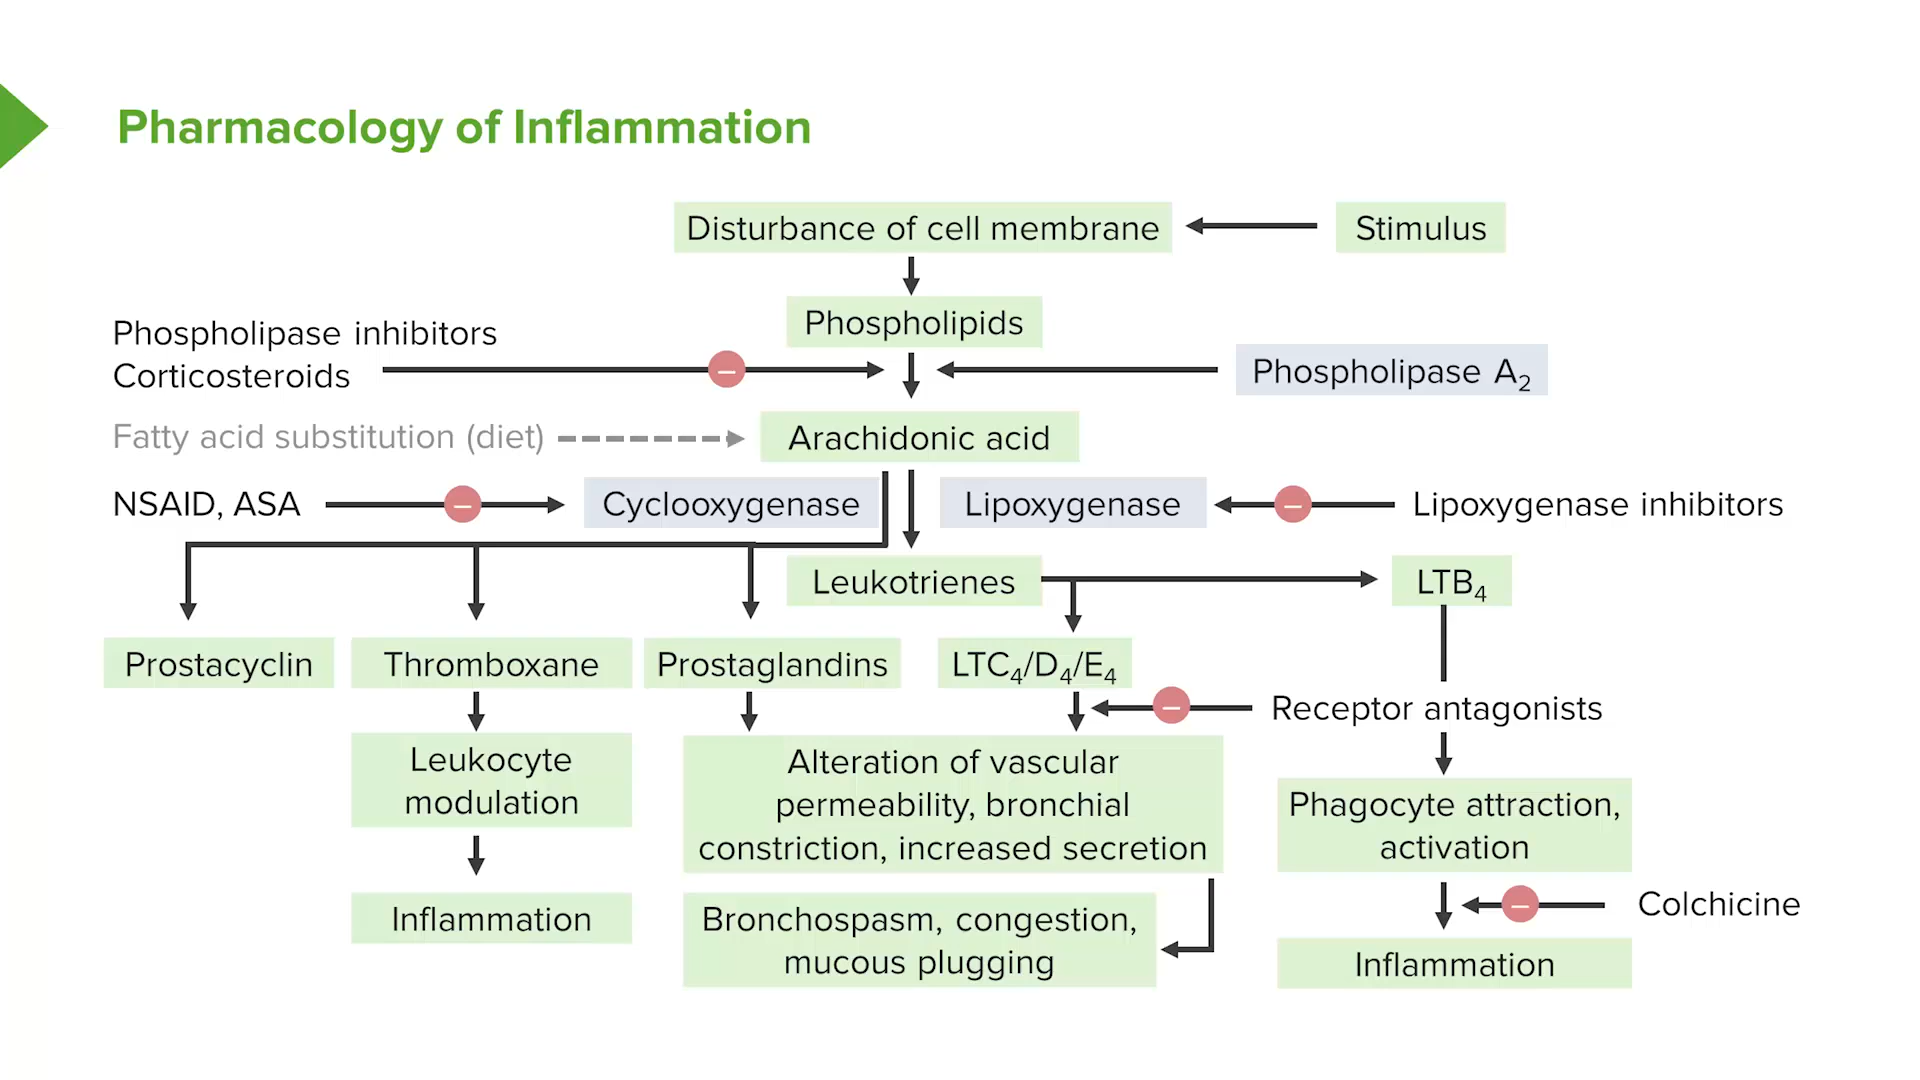 Pharmacology of Inflammation
Disturbance of cell membrane
Stimulus
Phospholipids
Phospholipase inhibitors
Corticosteroids
–
Phospholipase A₂
Fatty acid substitution (diet)
Arachidonic acid
NSAID, ASA
–
Cyclooxygenase
Lipoxygenase
–
Lipoxygenase inhibitors
Leukotrienes
LTB₄
Prostacyclin
Thromboxane
Prostaglandins
LTC₄/D₄/E₄
–
Receptor antagonists
Leukocyte
modulation
Alteration of vascular
permeability, bronchial
constriction, increased secretion
Phagocyte attraction,
activation
–
Colchicine
Inflammation
Bronchospasm, congestion,
mucous plugging
Inflammation